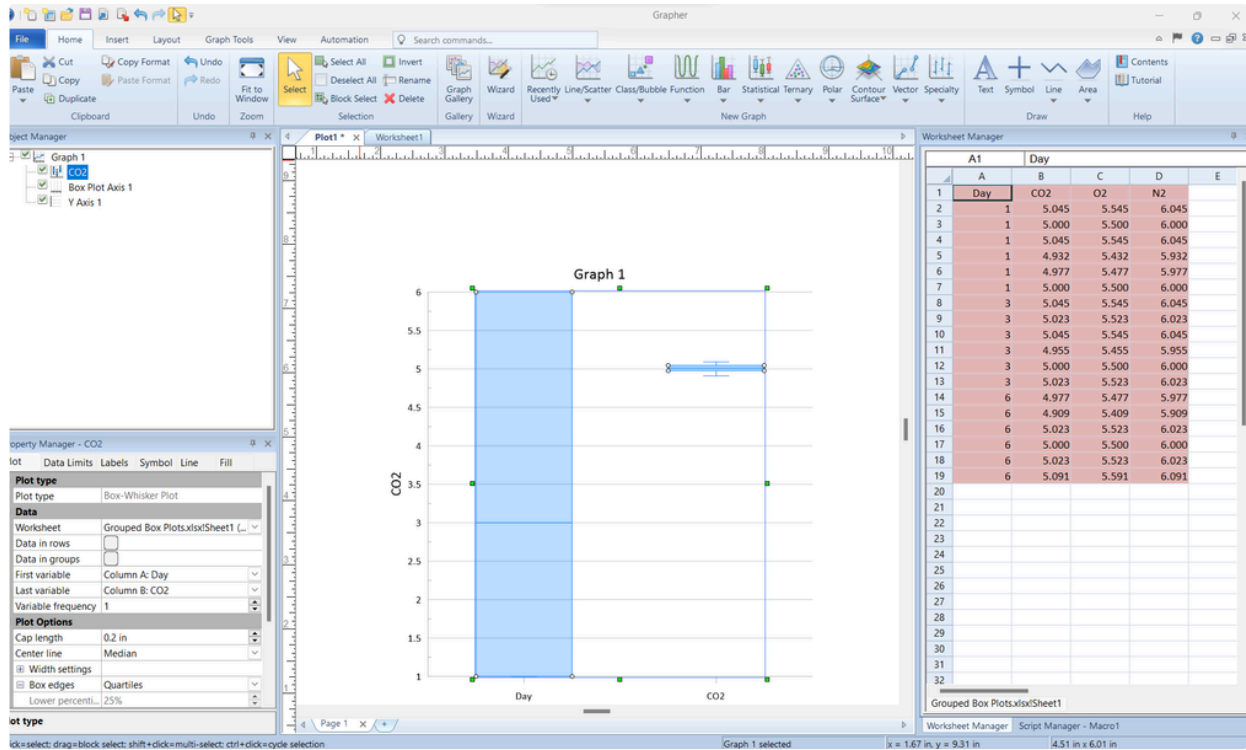 Grapher
File Home Insert Layout Graph Tools View Automation Search commands...
Cut
Copy
Duplicate
Paste
Copy Format
Paste Format
Clipboard
Undo
Redo
Undo
Fit to
Window
Zoom
Select
Select All
Deselect All
Block Select
Invert
Rename
Delete
Selection
Graph
Gallery
Gallery
Wizard
Wizard
Recently
Used
Line/Scatter Class/Bubble Function Bar Statistical Ternary Polar Contour
Surface
Vector Specialty
New Graph
Text Symbol Line Area
Draw
Contents
Tutorial
Help
bject Manager
Graph 1
CO2
Box Plot Axis 1
Y Axis 1
Plot1 * Worksheet1
Graph 1
6
5.5
5
4.5
4
3.5
3
2.5
2
1.5
1
CO2
Day CO2
Page 1
roperty Manager - CO2
lot Data Limits Labels Symbol Line Fill
Plot type
Plot type Box-Whisker Plot
Data
Worksheet Grouped Box Plots.xlsx!Sheet1 (...
Data in rows
Data in groups
First variable Column A: Day
Last variable Column B: CO2
Variable frequency 1
Plot Options
Cap length 0.2 in
Center line Median
Width settings
Box edges Quartiles
Lower percenti... 25%
lot type
Worksheet Manager
A1 Day
A B C D E
1 Day CO2 O2 N2
2 1 5.045 5.545 6.045
3 1 5.000 5.500 6.000
4 1 5.045 5.545 6.045
5 1 4.932 5.432 5.932
6 1 4.977 5.477 5.977
7 1 5.000 5.500 6.000
8 3 5.045 5.545 6.045
9 3 5.023 5.523 6.023
10 3 5.045 5.545 6.045
11 3 4.955 5.455 5.955
12 3 5.000 5.500 6.000
13 3 5.023 5.523 6.023
14 6 4.977 5.477 5.977
15 6 4.909 5.409 5.909
16 6 5.023 5.523 6.023
17 6 5.000 5.500 6.000
18 6 5.023 5.523 6.023
19 6 5.091 5.591 6.091
20
21
22
23
24
25
26
27
28
29
30
31
32
Grouped Box Plots.xlsx!Sheet1
Worksheet Manager Script Manager - Macro1
ick=select; drag=block select; shift+click=multi-select; ctrl+click=cycle selection
Graph 1 selected
x = 1.67 in, y = 9.31 in
4.51 in x 6.01 in